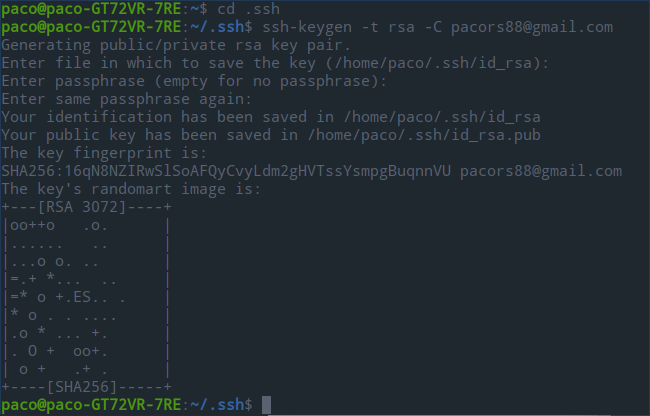 paco@paco-GT72VR-7RE:~$ cd .ssh
paco@paco-GT72VR-7RE:~/.ssh$ ssh-keygen -t rsa -C pacors88@gmail.com
Generating public/private rsa key pair.
Enter file in which to save the key (/home/paco/.ssh/id_rsa):
Enter passphrase (empty for no passphrase):
Enter same passphrase again:
Your identification has been saved in /home/paco/.ssh/id_rsa
Your public key has been saved in /home/paco/.ssh/id_rsa.pub
The key fingerprint is:
SHA256:16qN8NZIRwSlSoAFQyCvyLdm2gHVTssYsmpgBuqnnVU pacors88@gmail.com
The key's randomart image is:
+---[RSA 3072]----+
|oo++o   .o.      |
|......   ..      |
|...o o. ..       |
|=.+ *...  ..     |
|=* o +.ES.. .    |
|* o . . ....     |
|.o * ... +.      |
|. O +  oo+.      |
| o +   .+ .      |
+----[SHA256]-----+
paco@paco-GT72VR-7RE:~/.ssh$